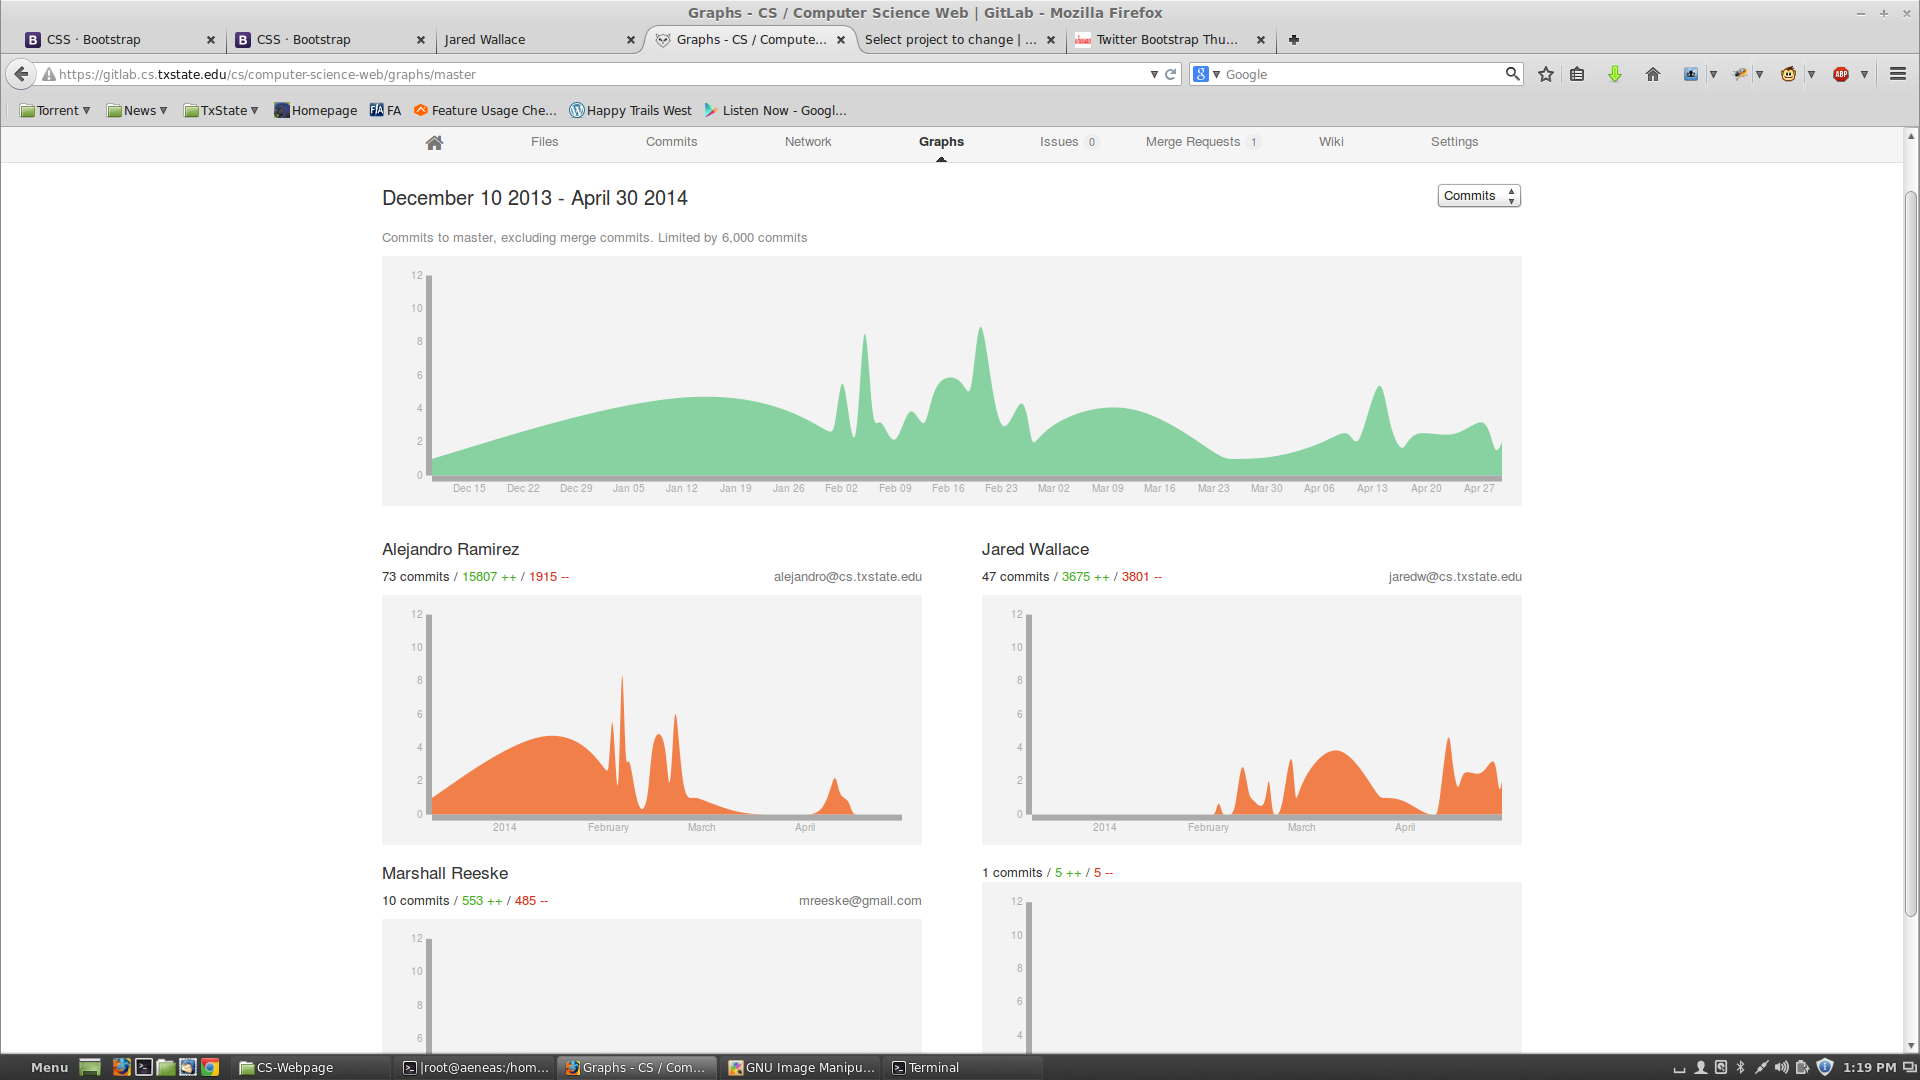 Graphs - CS / Computer Science Web | GitLab - Mozilla Firefox
CSS · Bootstrap
CSS · Bootstrap
Jared Wallace
Graphs - CS / Compute...
Select project to change | ...
Twitter Bootstrap Thu...
https://gitlab.cs.txstate.edu/cs/computer-science-web/graphs/master
Google
Torrent
News
TxState
Homepage
FA
Feature Usage Che...
Happy Trails West
Listen Now - Googl...
Files
Commits
Network
Graphs
Issues 0
Merge Requests 1
Wiki
Settings
December 10 2013 - April 30 2014
Commits
Commits to master, excluding merge commits. Limited by 6,000 commits
12
10
8
6
4
2
0
Dec 15 Dec 22 Dec 29 Jan 05 Jan 12 Jan 19 Jan 26 Feb 02 Feb 09 Feb 16 Feb 23 Mar 02 Mar 09 Mar 16 Mar 23 Mar 30 Apr 06 Apr 13 Apr 20 Apr 27
Alejandro Ramirez
73 commits / 15807 ++ / 1915 --
alejandro@cs.txstate.edu
12
10
8
6
4
2
0
2014 February March April
Jared Wallace
47 commits / 3675 ++ / 3801 --
jaredw@cs.txstate.edu
12
10
8
6
4
2
0
2014 February March April
Marshall Reeske
10 commits / 553 ++ / 485 --
mreeske@gmail.com
12
10
8
6
1 commits / 5 ++ / 5 --
12
10
8
6
4
Menu
CS-Webpage
|root@aeneas:/hom...
Graphs - CS / Com...
GNU Image Manipu...
Terminal
1:19 PM